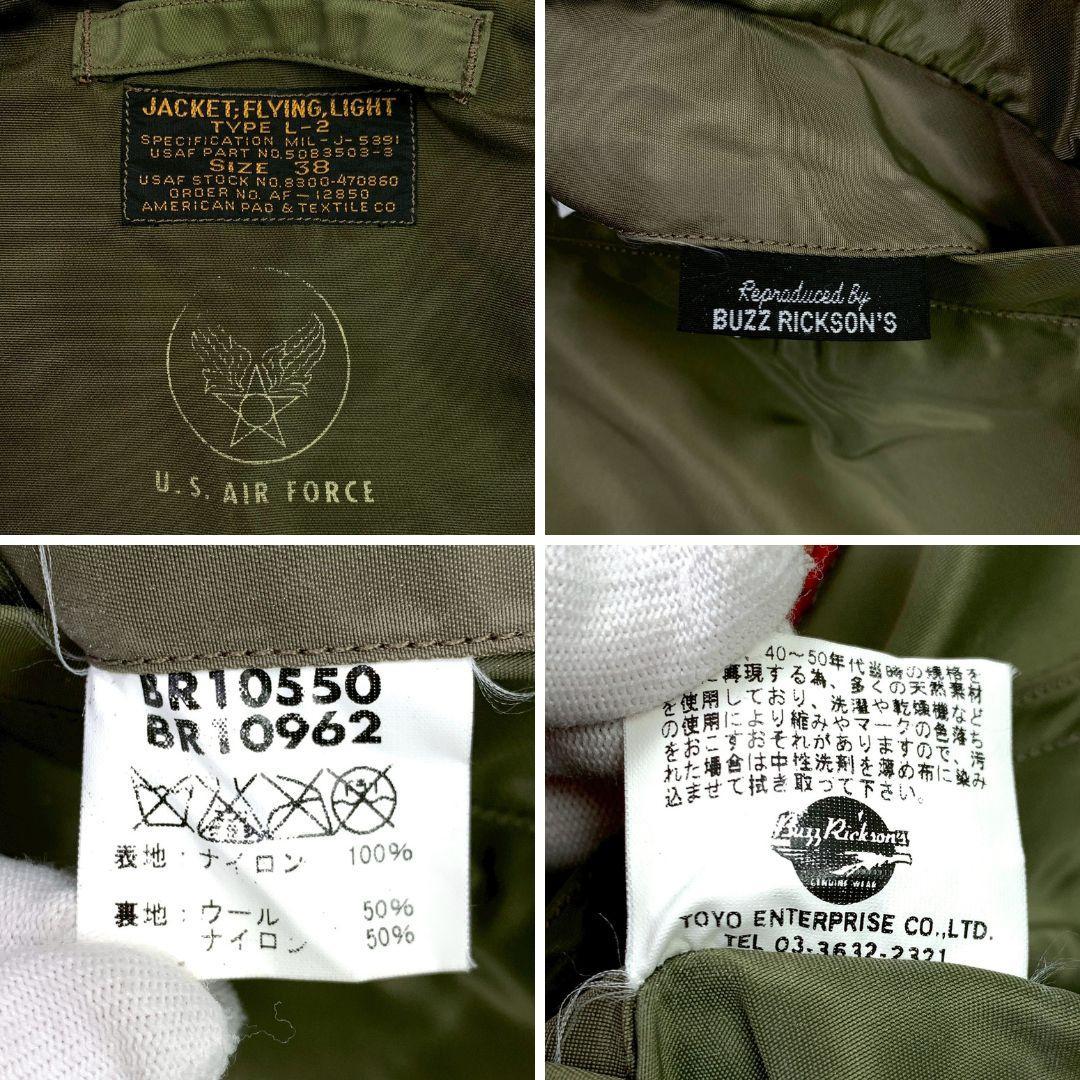 JACKET; FLYING, LIGHT
TYPE L-2
SPECIFICATION MIL-J-5391
USAF PART NO. 50B3503-3
SIZE 38
USAF STOCK NO. 8300-470860
ORDER NO. AF-12850
AMERICAN PAD & TEXTILE CO
U.S. AIR FORCE
Reproduced By
BUZZ RICKSON'S
BR10550
BR10962
表地：ナイロン 100%
裏地：ウール 50%
ナイロン 50%
、40〜50年代当時の規格を
に再現する為、多くの天然素材
を使用しており、洗濯や乾燥機など
の使用により縮みやマークの色落ち
をおこすおそれがありますので、汚
れた場合は中性洗剤を薄め布に染み
込ませて拭き取って下さい。
Buzz Rickson's
GENUINE WEAR
TOYO ENTERPRISE CO.,LTD.
TEL 03-3632-2321